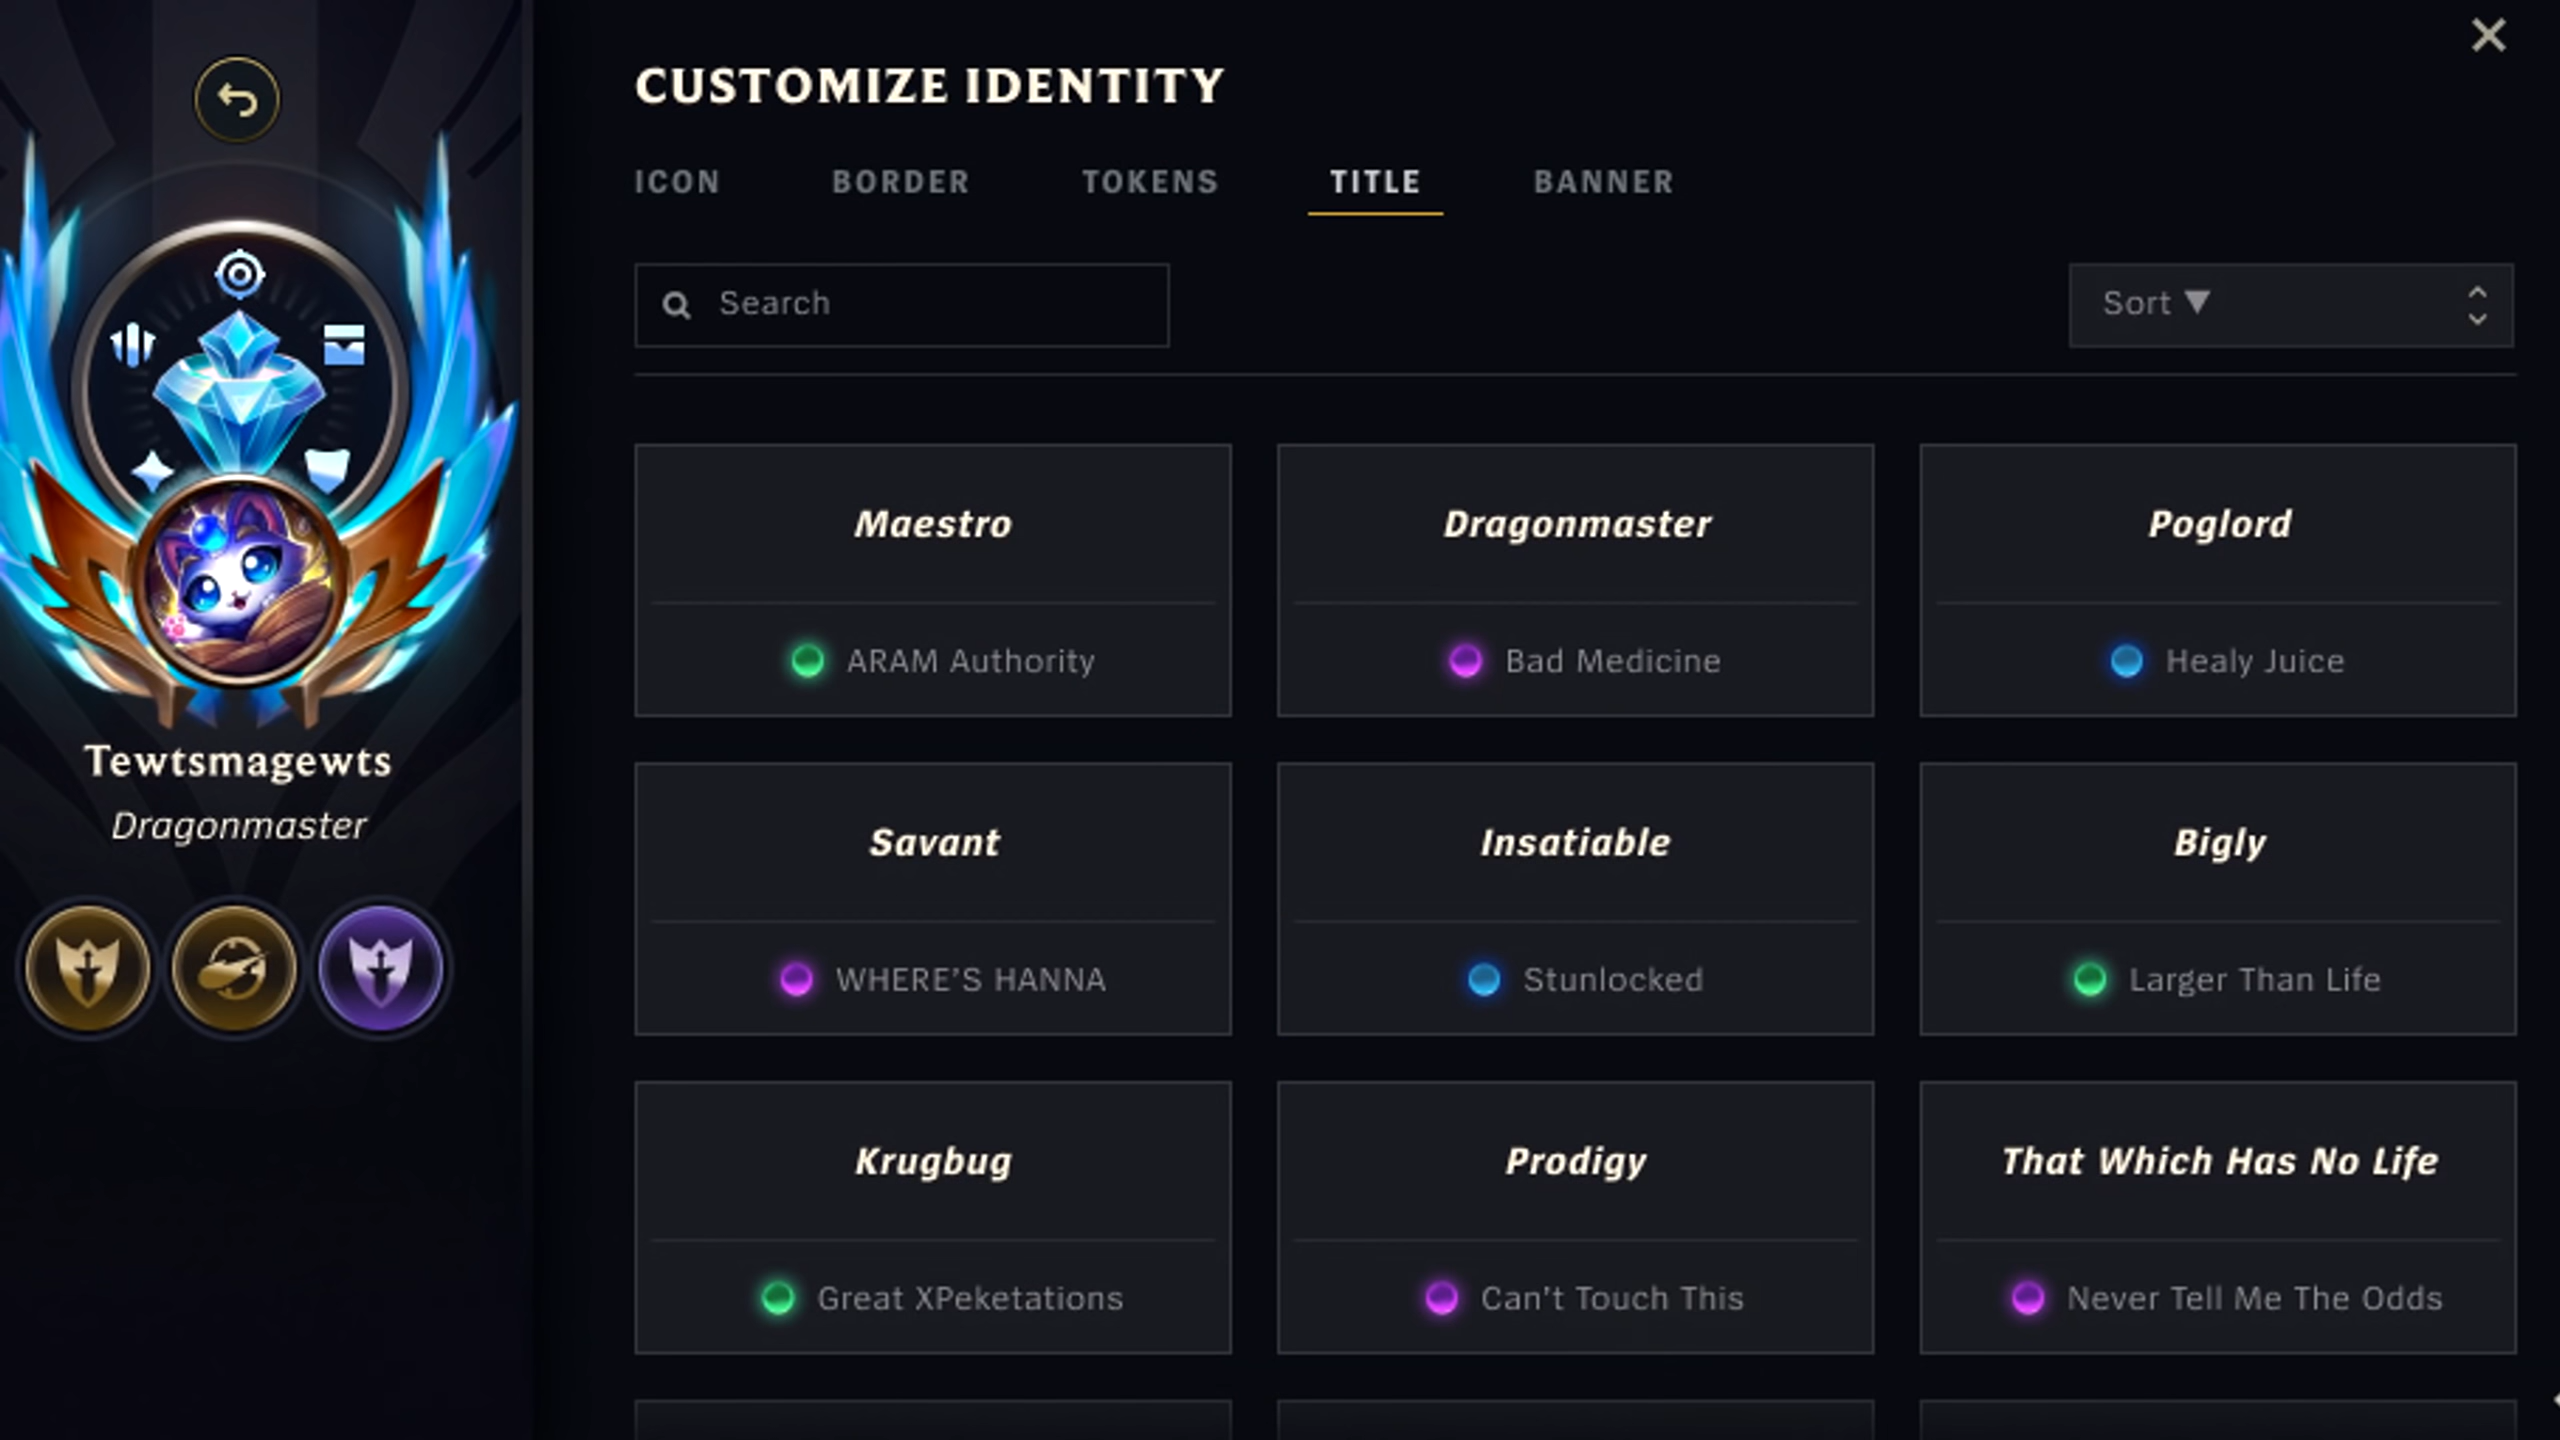 CUSTOMIZE IDENTITY
ICON BORDER TOKENS TITLE BANNER
Search
Sort ▼
Maestro
ARAM Authority
Dragonmaster
Bad Medicine
Poglord
Healy Juice
Savant
WHERE'S HANNA
Insatiable
Stunlocked
Bigly
Larger Than Life
Krugbug
Great XPeketations
Prodigy
Can't Touch This
That Which Has No Life
Never Tell Me The Odds
Tewtsmagewts
Dragonmaster